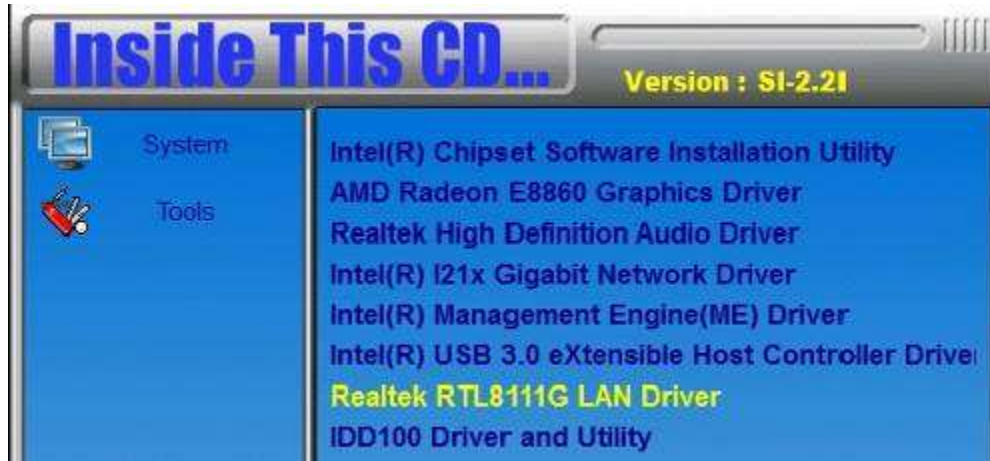 Inside This CD...
Version : SI-2.2I
System
Tools
Intel(R) Chipset Software Installation Utility
AMD Radeon E8860 Graphics Driver
Realtek High Definition Audio Driver
Intel(R) I21x Gigabit Network Driver
Intel(R) Management Engine(ME) Driver
Intel(R) USB 3.0 eXtensible Host Controller Drive
Realtek RTL8111G LAN Driver
IDD100 Driver and Utility